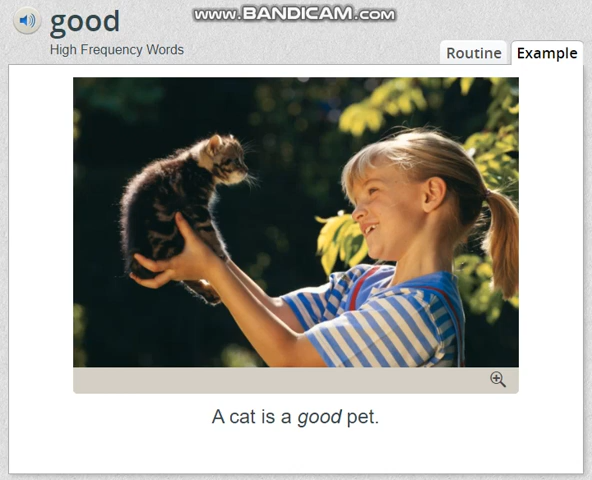 www.BANDICAM.com
good
High Frequency Words
Routine Example
A cat is a good pet.